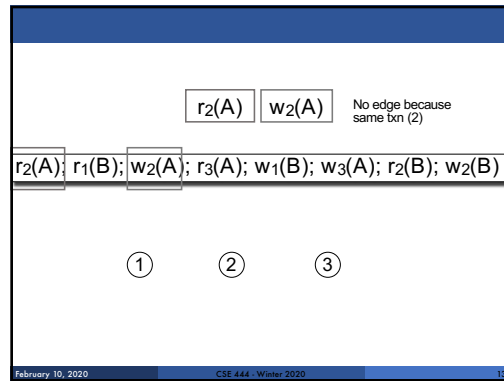 r2(A) w2(A) No edge because
same txn (2)
r2(A); r1(B); w2(A); r3(A); w1(B); w3(A); r2(B); w2(B)
1 2 3
February 10, 2020 CSE 444 - Winter 2020